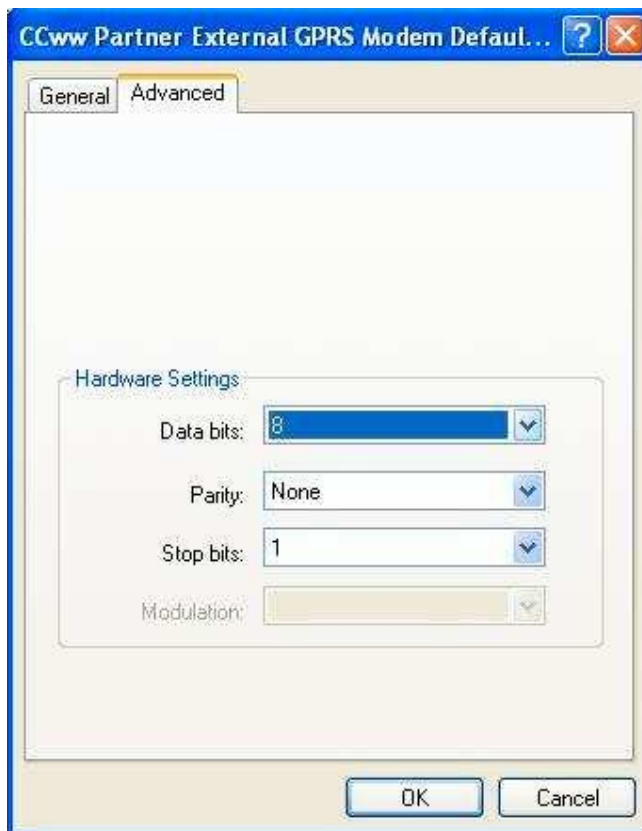 CCww Partner External GPRS Modem Defaul... ?
General Advanced
Hardware Settings
Data bits: 8
Parity: None
Stop bits: 1
Modulation:
OK Cancel